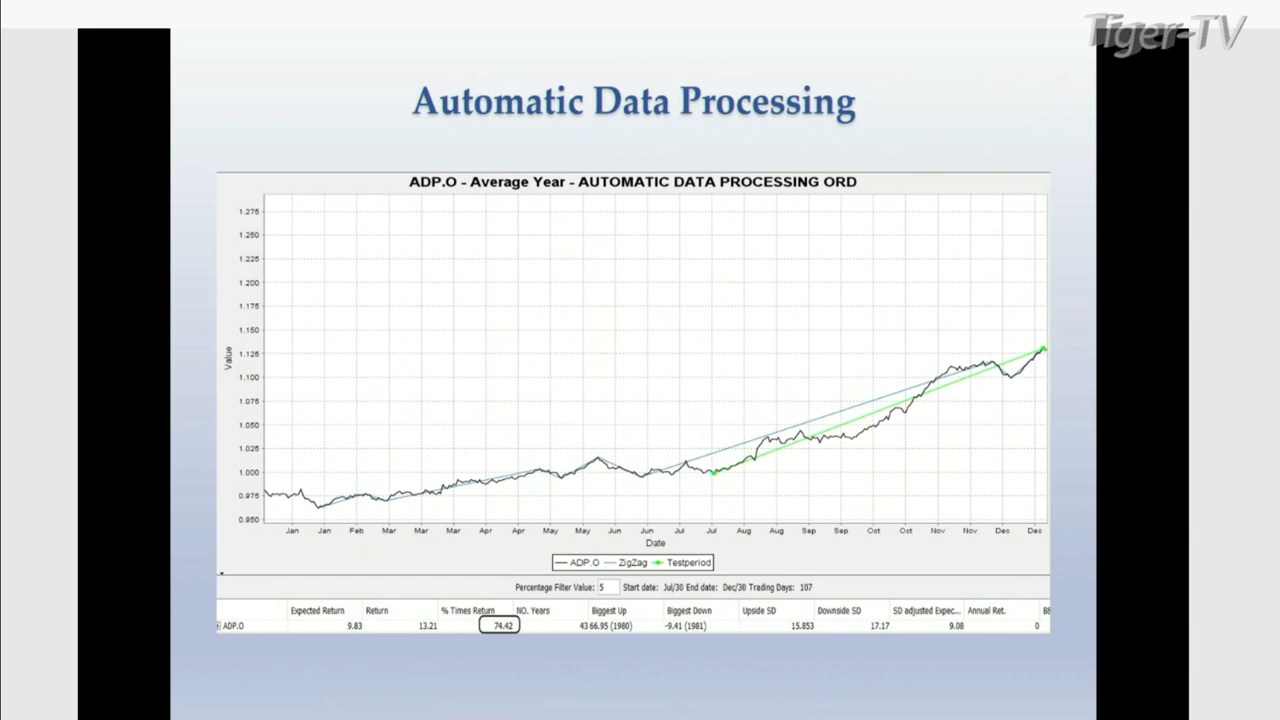 Tiger-TV
Automatic Data Processing
ADP.O - Average Year - AUTOMATIC DATA PROCESSING ORD
1.275
1.250
1.225
1.200
1.175
1.150
1.125
1.100
1.075
1.050
1.025
1.000
0.975
0.950
Value
Jan Jan Feb Mar Mar Mar Apr Apr May May Jun Jun Jul Jul Aug Aug Sep Sep Oct Oct Nov Nov Dec Dec
Date
ADP.O ZigZag Testperiod
Percentage Filter Value: 5 Start date: Jul/30 End date: Dec/30 Trading Days: 107
Expected Return Return % Times Return NO. Years Biggest Up Biggest Down Upside SD Downside SD SD adjusted Expec... Annual Ret.
ADP.O 9.83 13.21 74.42 43 66.95 (1980) -9.41 (1981) 15.853 17.17 9.08 0